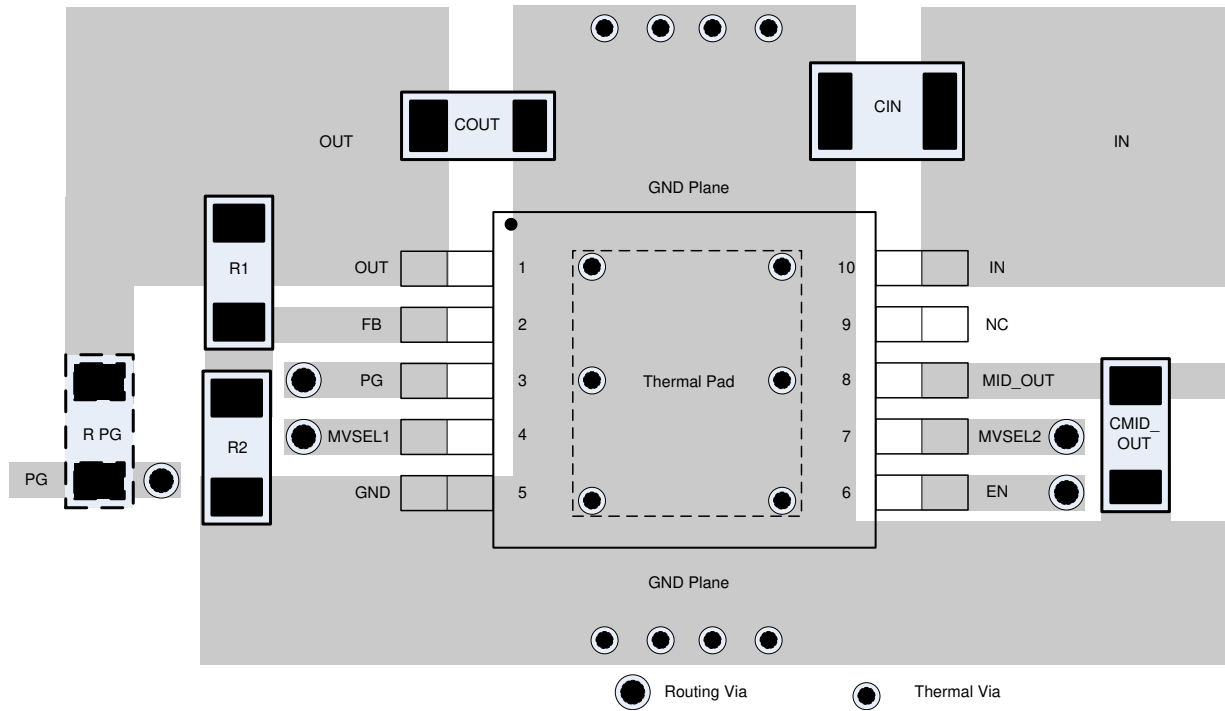 COUT
CIN
OUT
IN
GND Plane
R1
OUT
1
10
IN
FB
2
9
NC
PG
3
Thermal Pad
8
MID_OUT
R PG
R2
MVSEL1
4
7
MVSEL2
CMID_
OUT
PG
GND
5
6
EN
GND Plane
Routing Via
Thermal Via